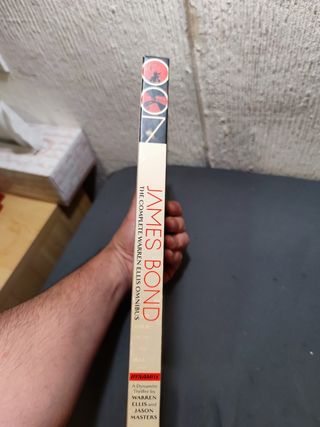 007
JAMES BOND
THE COMPLETE WARREN ELLIS OMNIBUS
DYNAMITE
A Dynamite
Thriller by
WARREN
ELLIS and
JASON
MASTERS